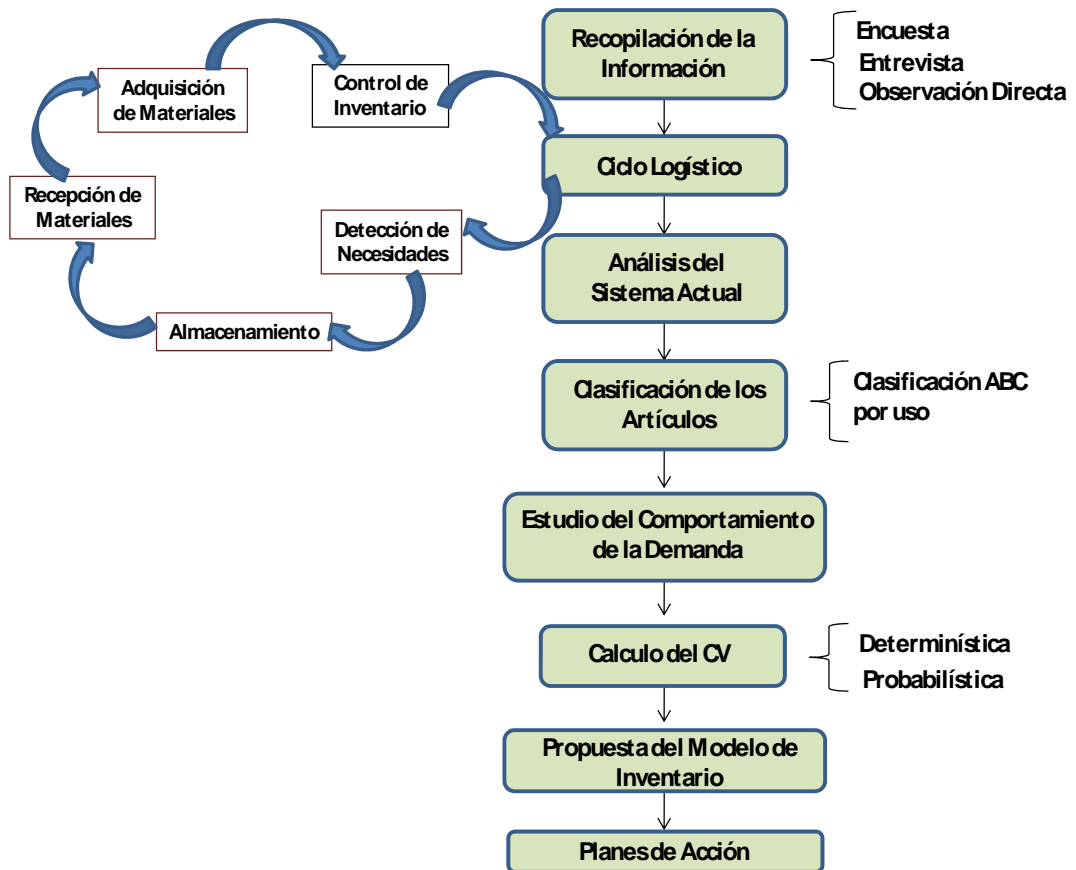 Recopilación de la
Información
Encuesta
Entrevista
Observación Directa
Adquisición
de Materiales
Control de
Inventario
Ciclo Logístico
Recepción de
Materiales
Detección de
Necesidades
Almacenamiento
Análisis del
Sistema Actual
Clasificación de los
Artículos
Clasificación ABC
por uso
Estudio del Comportamiento
de la Demanda
Calculo del CV
Determinística
Probabilística
Propuesta del Modelo de
Inventario
Planes de Acción